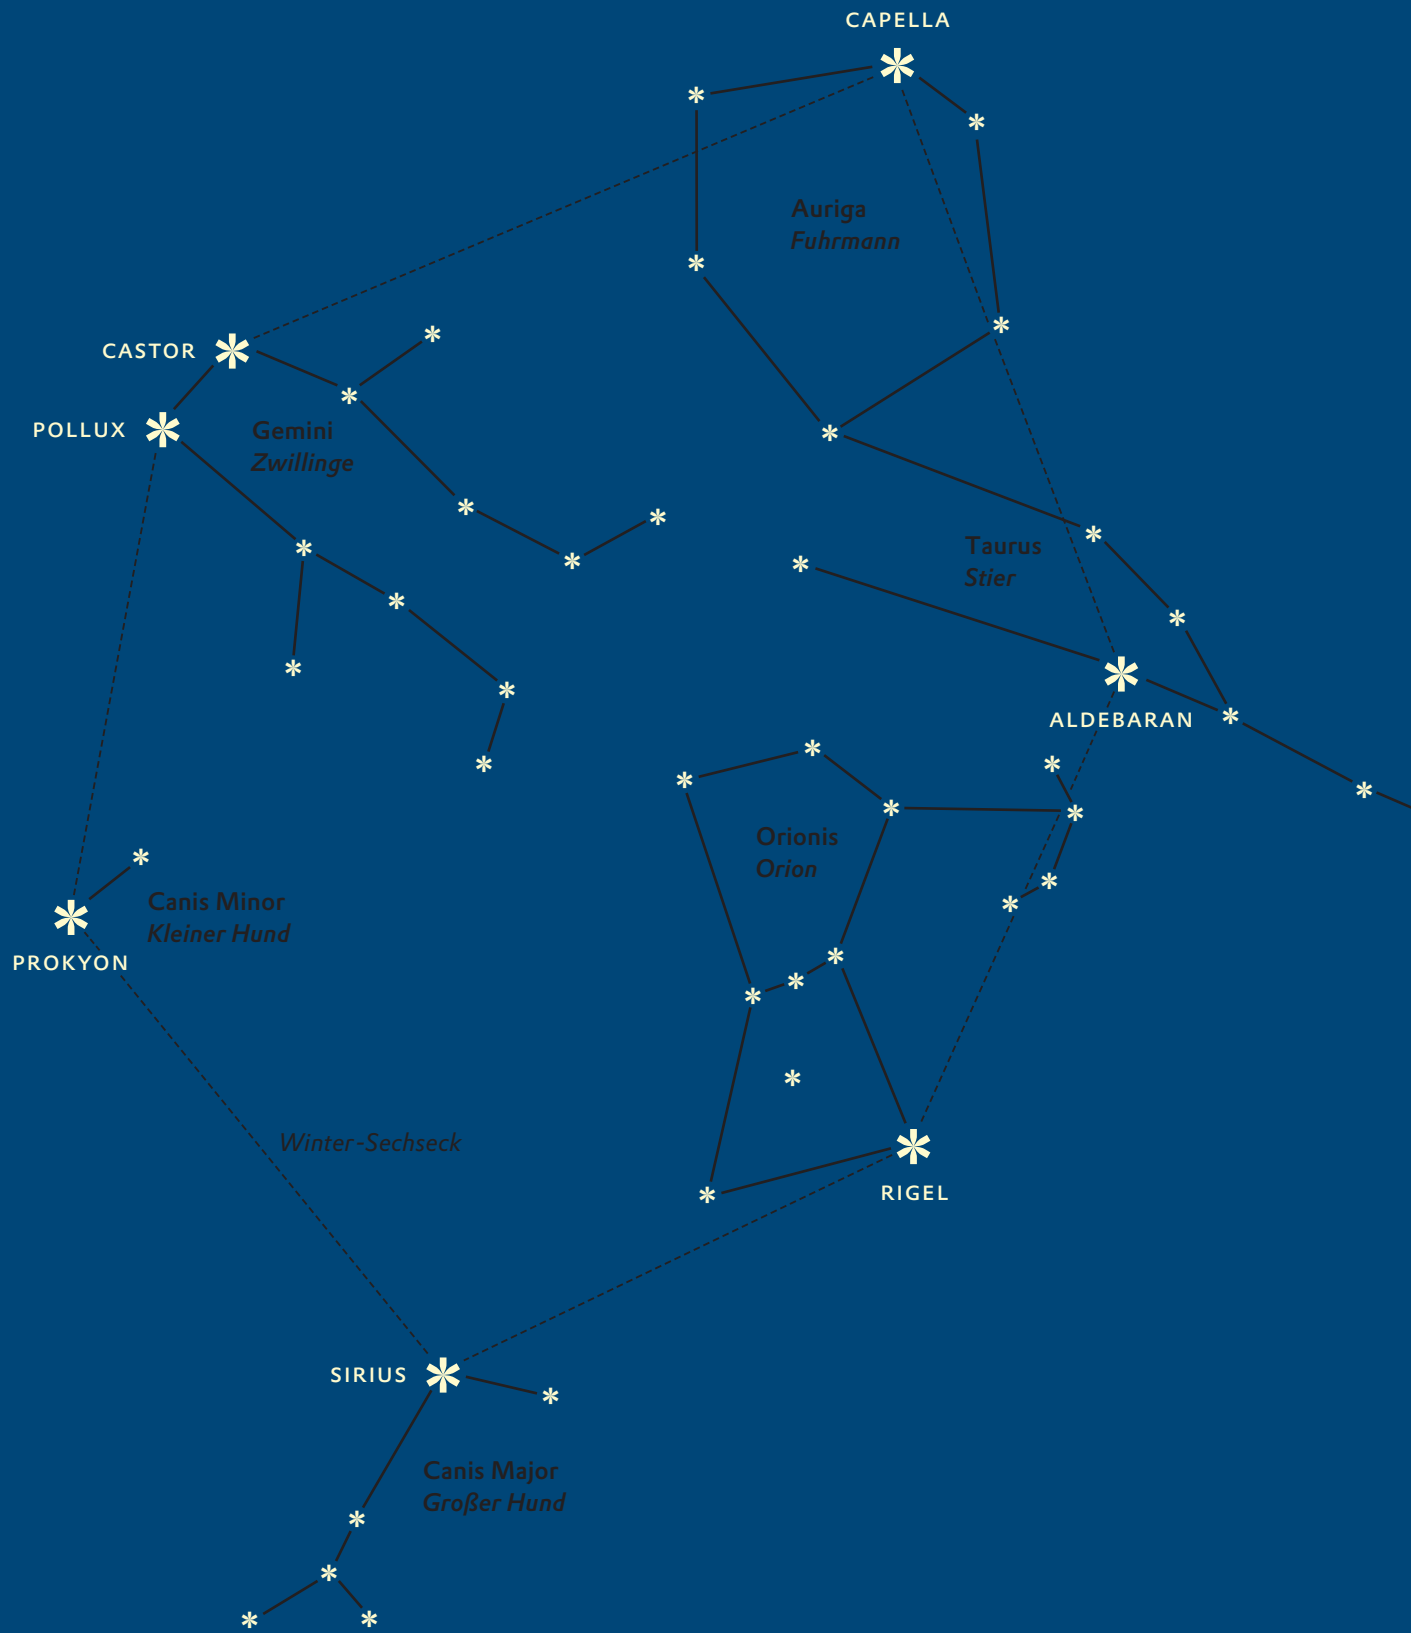 CAPELLA
Auriga
Fuhrmann
CASTOR
POLLUX
Gemini
Zwillinge
Taurus
Stier
ALDEBARAN
Orionis
Orion
Canis Minor
Kleiner Hund
PROKYON
Winter-Sechseck
RIGEL
SIRIUS
Canis Major
Großer Hund